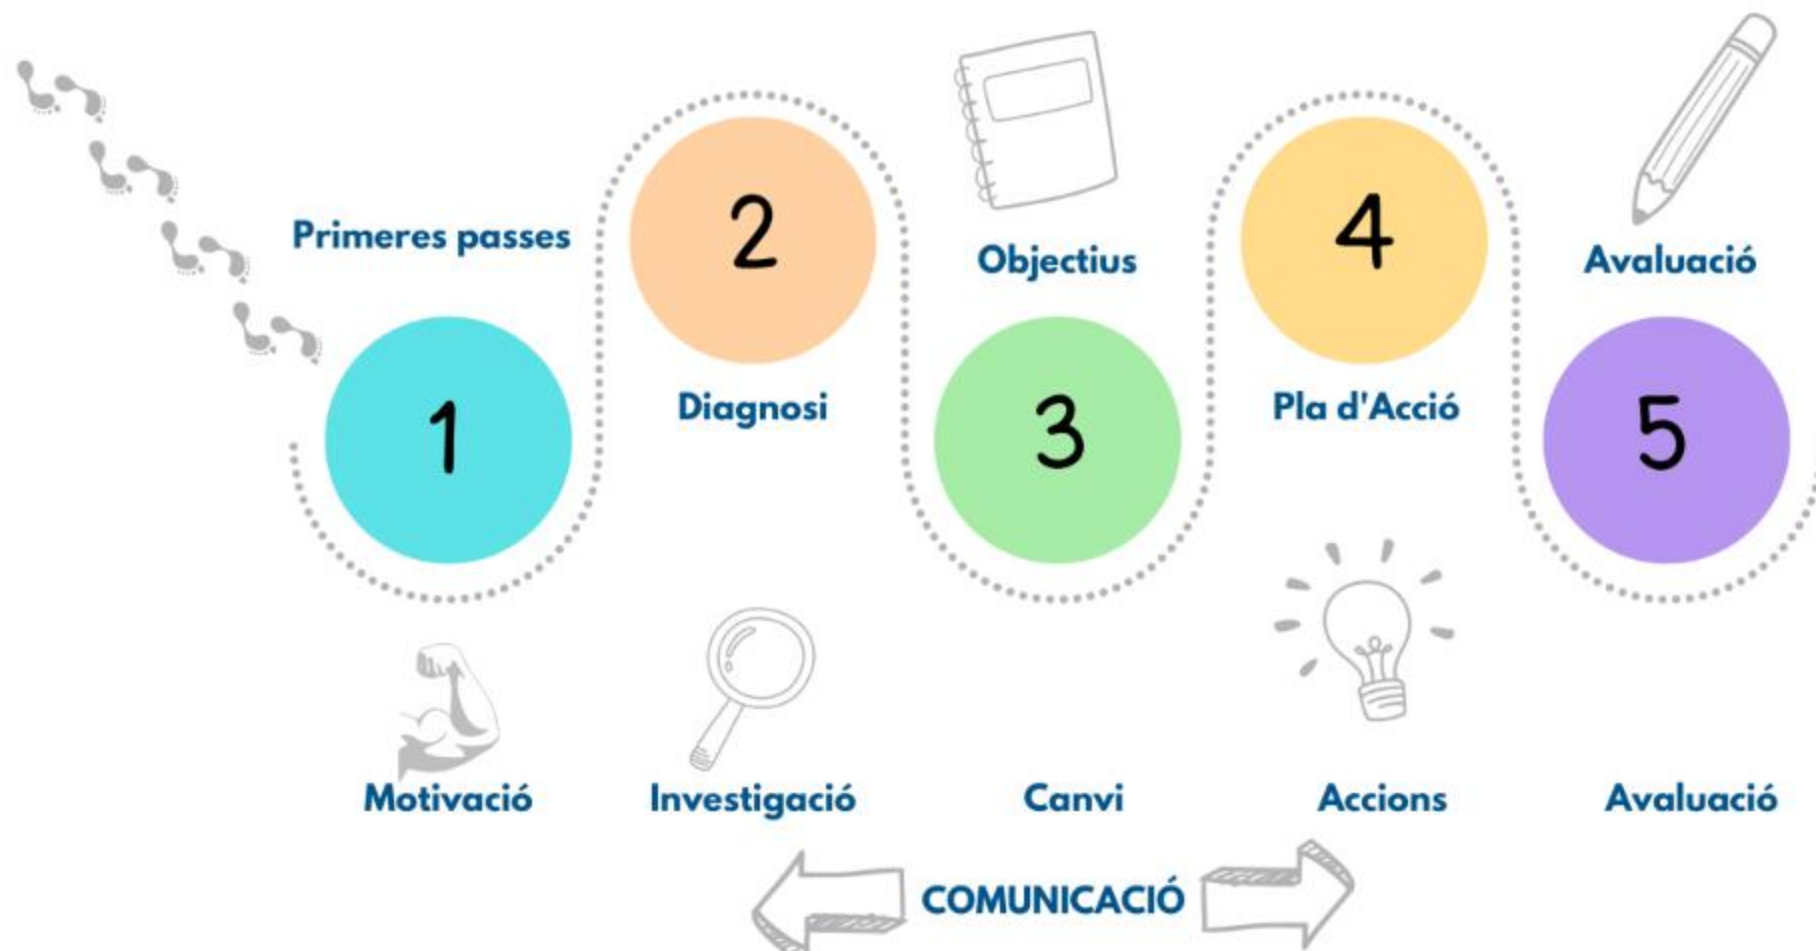 Primeres passes
1
2
Diagnosi
Objectius
3
4
Pla d'Acció
Avaluació
5
Motivació
Investigació
Canvi
Accions
Avaluació
COMUNICACIÓ